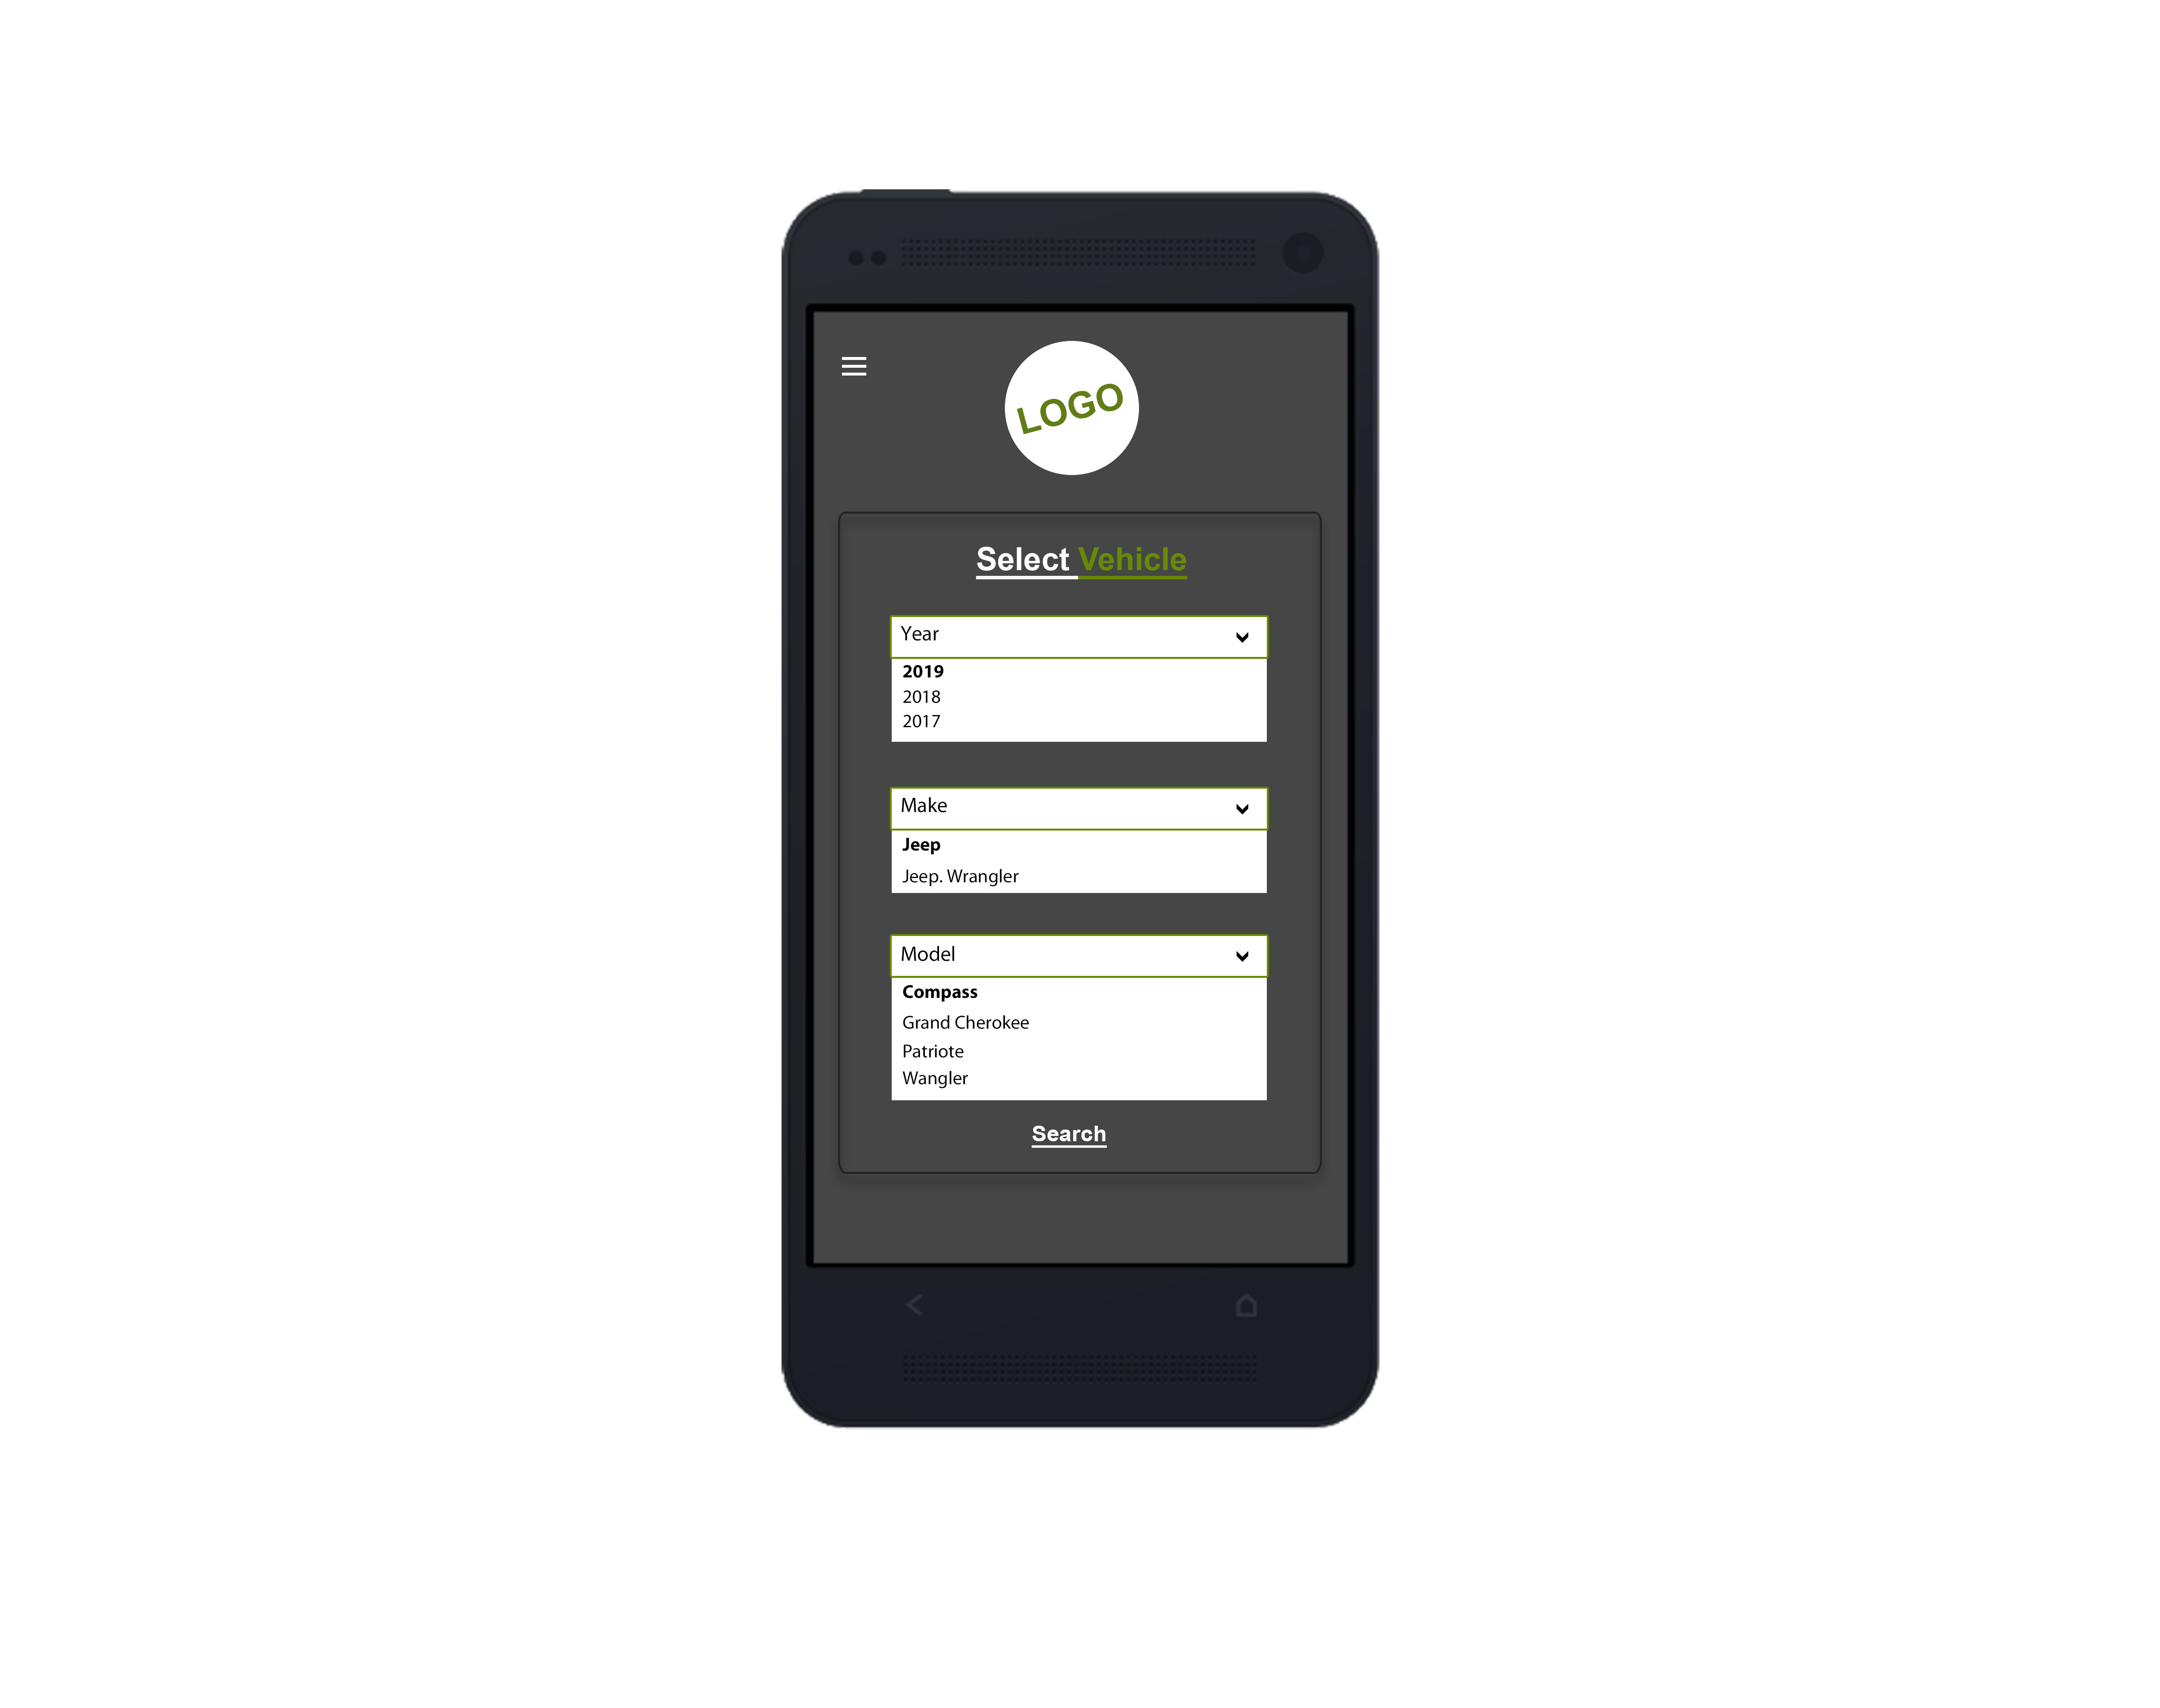 LOGO
Select Vehicle
Year
2019
2018
2017
Make
Jeep
Jeep. Wrangler
Model
Compass
Grand Cherokee
Patriote
Wangler
Search